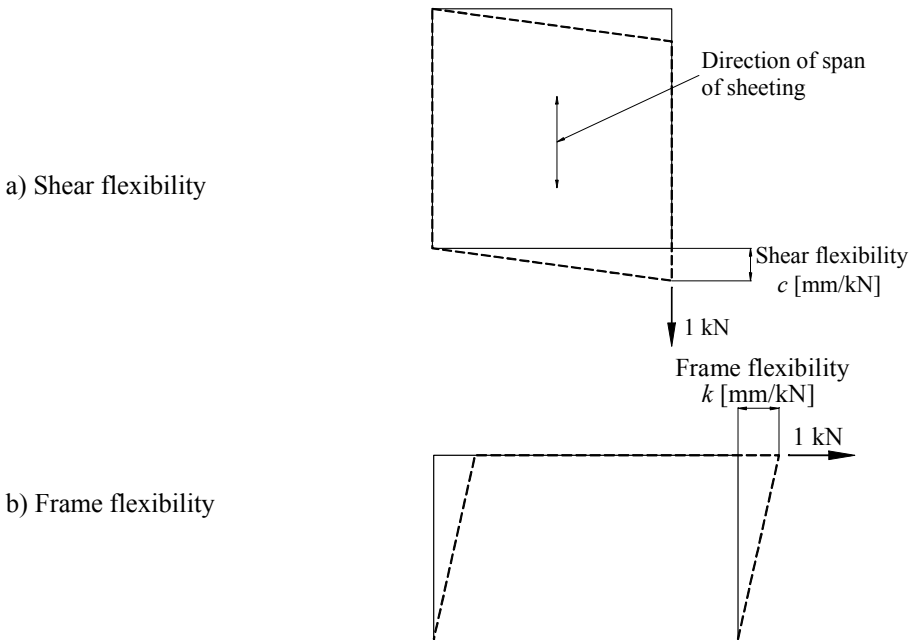 Direction of span
of sheeting
a) Shear flexibility
Shear flexibility
c [mm/kN]
1 kN
Frame flexibility
k [mm/kN]
1 kN
b) Frame flexibility